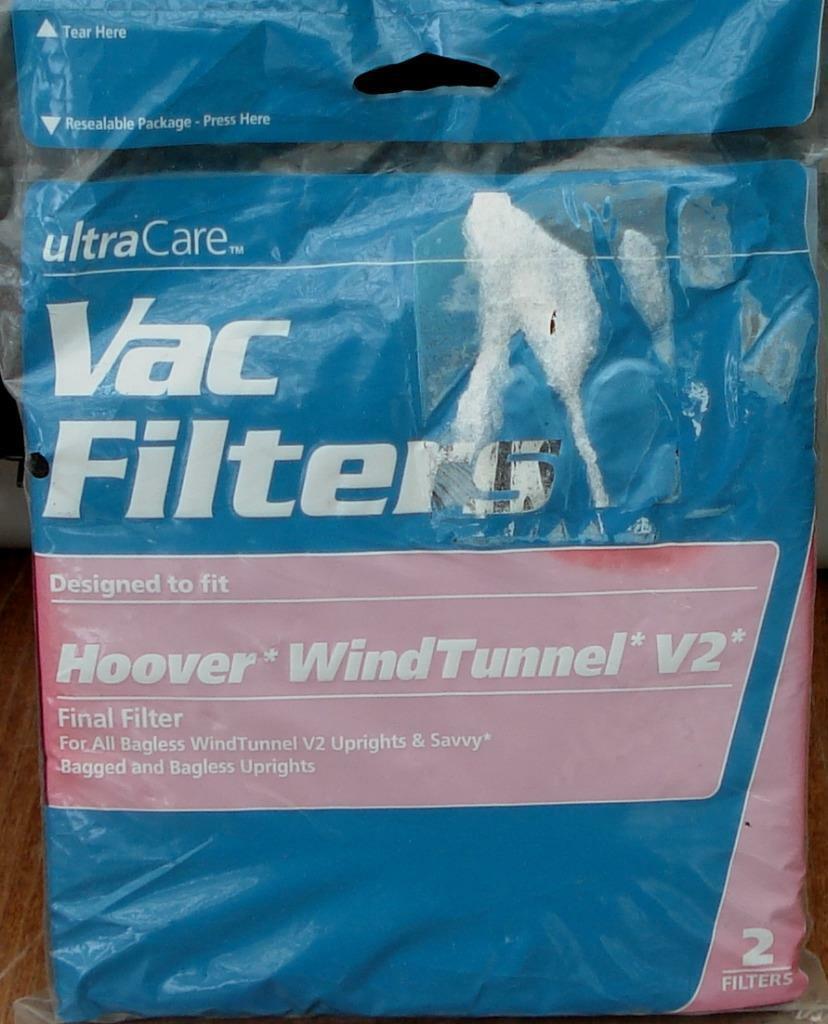 Tear Here
Resealable Package - Press Here
ultraCare™
Vac
Filters
Designed to fit
Hoover* WindTunnel* V2*
Final Filter
For All Bagless WindTunnel V2 Uprights & Savvy*
Bagged and Bagless Uprights
2
FILTERS